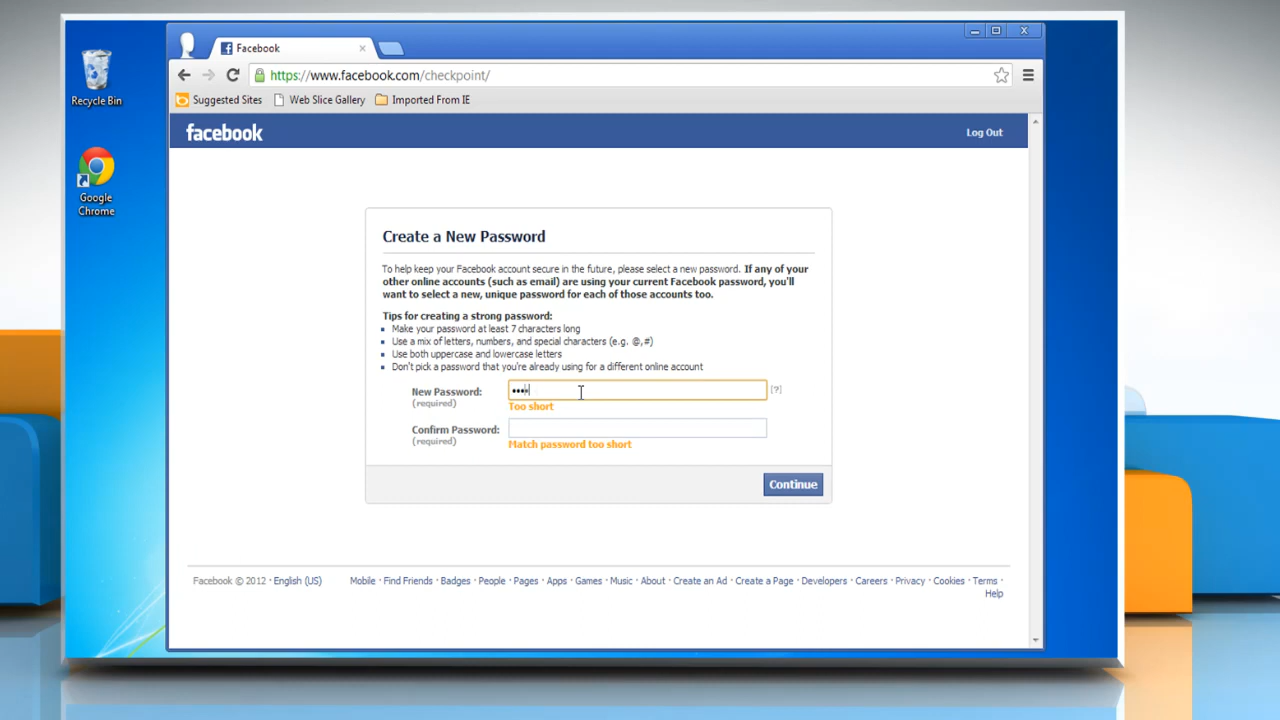 Facebook
https://www.facebook.com/checkpoint/
Suggested Sites Web Slice Gallery Imported From IE
Recycle Bin
Google
Chrome
facebook Log Out
Create a New Password
To help keep your Facebook account secure in the future, please select a new password. If any of your
other online accounts (such as email) are using your current Facebook password, you'll
want to select a new, unique password for each of those accounts too.
Tips for creating a strong password:
Make your password at least 7 characters long
Use a mix of letters, numbers, and special characters (e.g. @,#)
Use both uppercase and lowercase letters
Don't pick a password that you're already using for a different online account
New Password: •••• [?]
(required)
Too short
Confirm Password:
(required)
Match password too short
Continue
Facebook © 2012 · English (US) Mobile · Find Friends · Badges · People · Pages · Apps · Games · Music · About · Create an Ad · Create a Page · Developers · Careers · Privacy · Cookies · Terms ·
Help